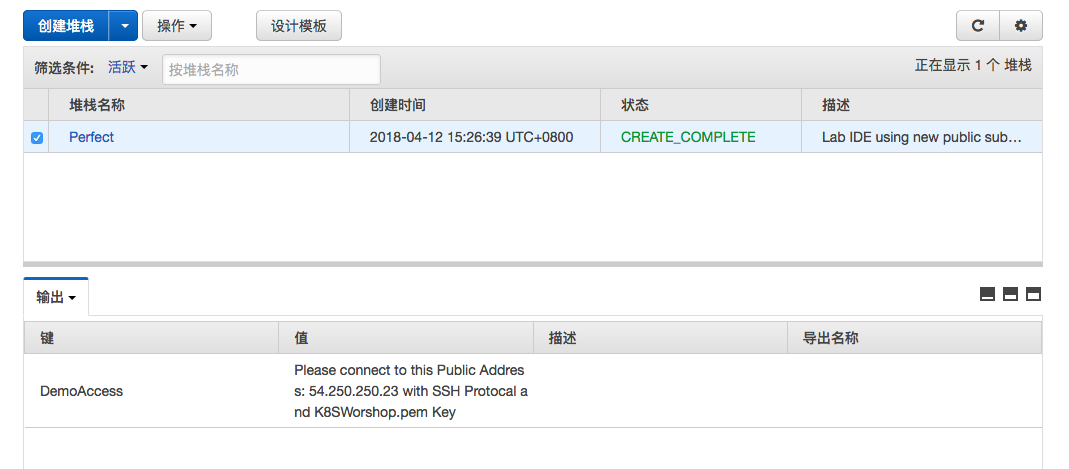 创建堆栈 操作 设计模板
筛选条件: 活跃 按堆栈名称 正在显示 1 个 堆栈
堆栈名称 创建时间 状态 描述
Perfect 2018-04-12 15:26:39 UTC+0800 CREATE_COMPLETE Lab IDE using new public sub…
输出
键 值 描述 导出名称
DemoAccess
Please connect to this Public Addres
s: 54.250.250.23 with SSH Protocal a
nd K8SWorshop.pem Key